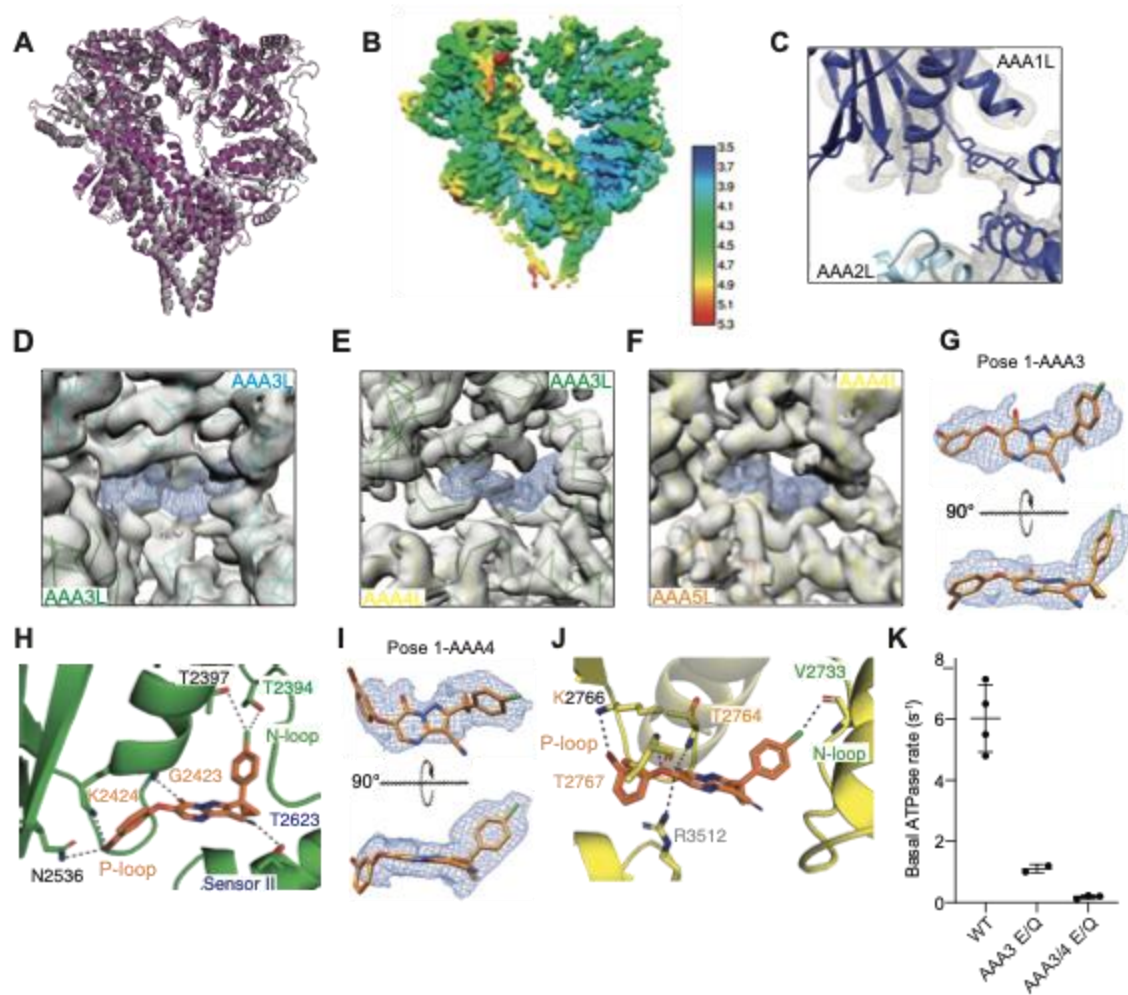 A
B
C
AAA1L
AAA2L
3.5
3.7
3.9
4.1
4.3
4.5
4.7
4.9
5.1
5.3
D
AAA3L
AAA3L
E
AAA3L
AAA4L
F
AAA4L
AAA5L
G
Pose 1-AAA3
90°
H
T2397
T2394
N-loop
G2423
K2424
T2623
N2536
P-loop
Sensor II
I
Pose 1-AAA4
90°
J
V2733
K2766
T2764
P-loop
N-loop
T2767
R3512
K
Basal ATPase rate (s⁻¹)
8
6
4
2
0
WT
AAA3 E/Q
AAA3/4 E/Q